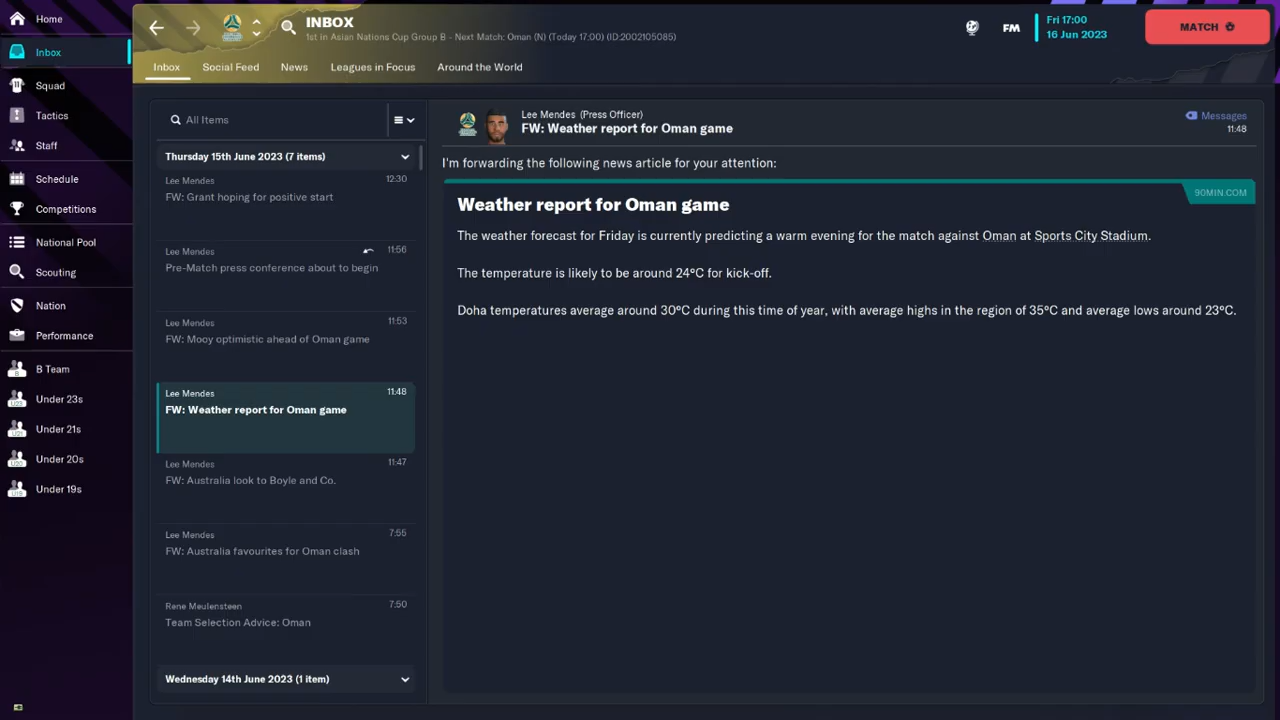 Home
Inbox
Squad
Tactics
Staff
Schedule
Competitions
National Pool
Scouting
Nation
Performance
B Team
Under 23s
Under 21s
Under 20s
Under 19s
INBOX
1st in Asian Nations Cup Group B - Next Match: Oman (N) (Today 17:00) (ID:2002105085)
FM
Fri 17:00
16 Jun 2023
MATCH
Inbox
Social Feed
News
Leagues in Focus
Around the World
All Items
Thursday 15th June 2023 (7 items)
Lee Mendes 12:30
FW: Grant hoping for positive start
Lee Mendes 11:56
Pre-Match press conference about to begin
Lee Mendes 11:53
FW: Mooy optimistic ahead of Oman game
Lee Mendes 11:48
FW: Weather report for Oman game
Lee Mendes 11:47
FW: Australia look to Boyle and Co.
Lee Mendes 7:55
FW: Australia favourites for Oman clash
Rene Meulensteen 7:50
Team Selection Advice: Oman
Wednesday 14th June 2023 (1 item)
Lee Mendes (Press Officer)
FW: Weather report for Oman game
Messages
11:48
I'm forwarding the following news article for your attention:
90MIN.COM
Weather report for Oman game
The weather forecast for Friday is currently predicting a warm evening for the match against Oman at Sports City Stadium.
The temperature is likely to be around 24°C for kick-off.
Doha temperatures average around 30°C during this time of year, with average highs in the region of 35°C and average lows around 23°C.